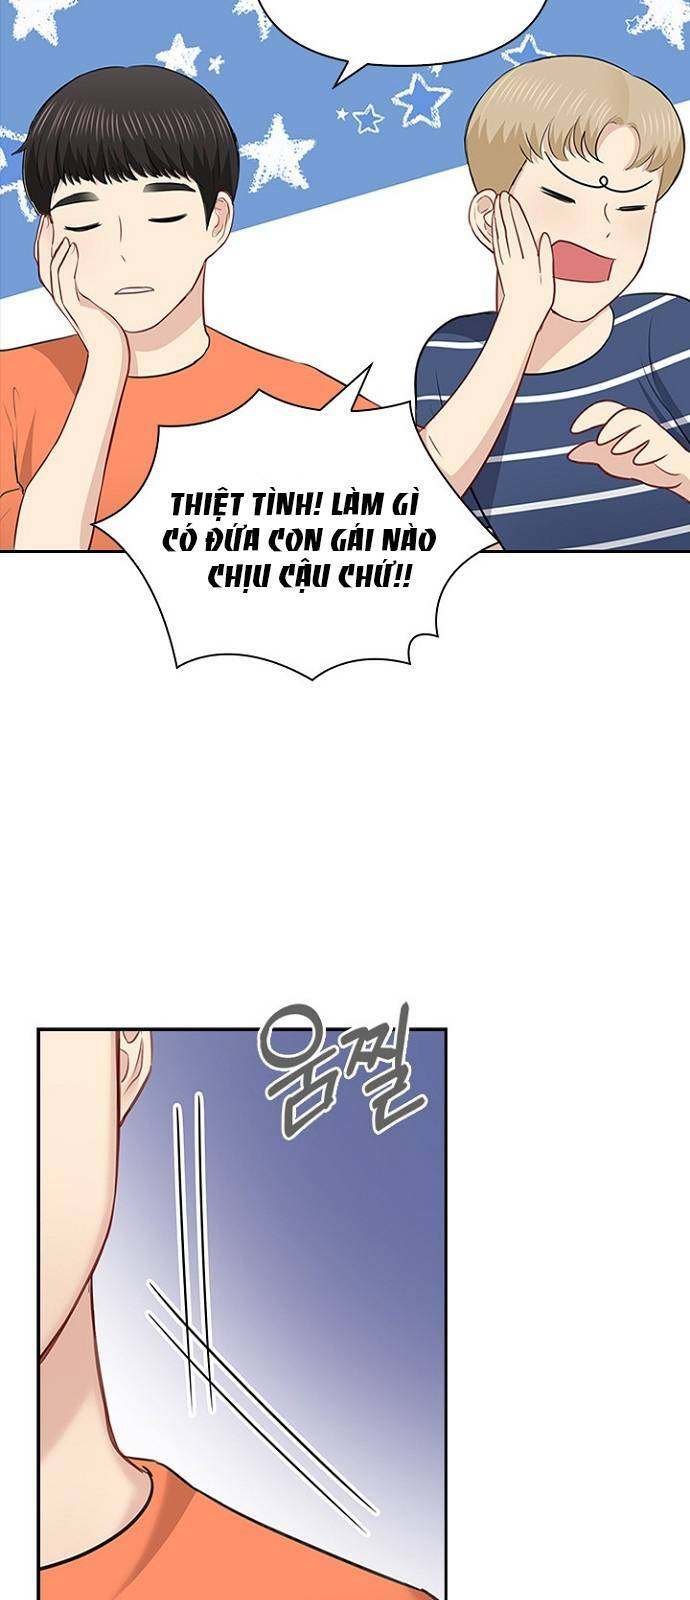 THIỆT TÌNH! LÀM GÌ
CÓ ĐỨA CON GÁI NÀO
CHỊU CẬU CHỨ!!
움찔